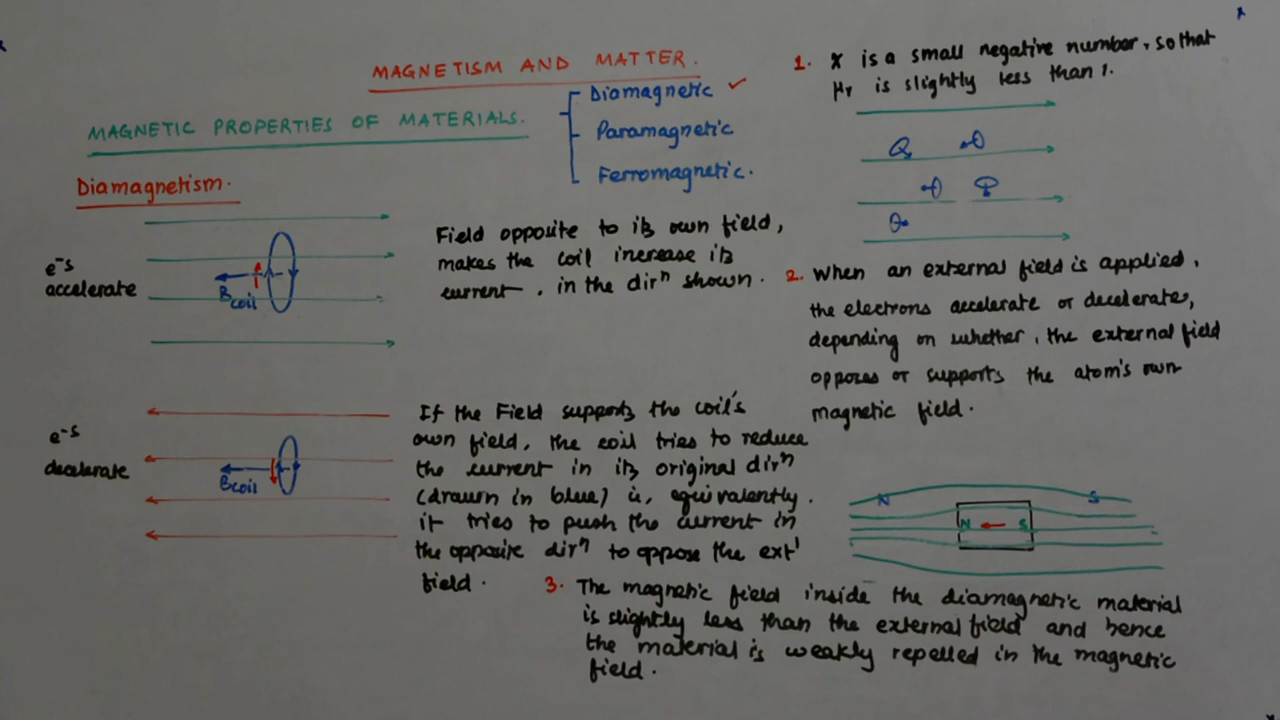 MAGNETISM AND MATTER.
MAGNETIC PROPERTIES OF MATERIALS.
Diamagnetic ✓
Paramagnetic
Ferromagnetic.
Diamagnetism.
e⁻s
accelerate
Bcoil
Field opposite to its own field,
makes the coil increase its
current, in the dirⁿ shown.
e⁻s
decelerate
Bcoil
If the Field supports the coil's
own field, the coil tries to reduce
the current in its original dirⁿ
(drawn in blue) ie, equivalently.
it tries to push the current in
the opposite dirⁿ to oppose the extˡ
field.
1. χ is a small negative number, so that
μr is slightly less than 1.
2. When an external field is applied,
the electrons accelerate or decelerate,
depending on whether, the external field
opposes or supports the atom's own
magnetic field.
N S
N S
3. The magnetic field inside the diamagnetic material
is slightly less than the external field and hence
the material is weakly repelled in the magnetic
field.